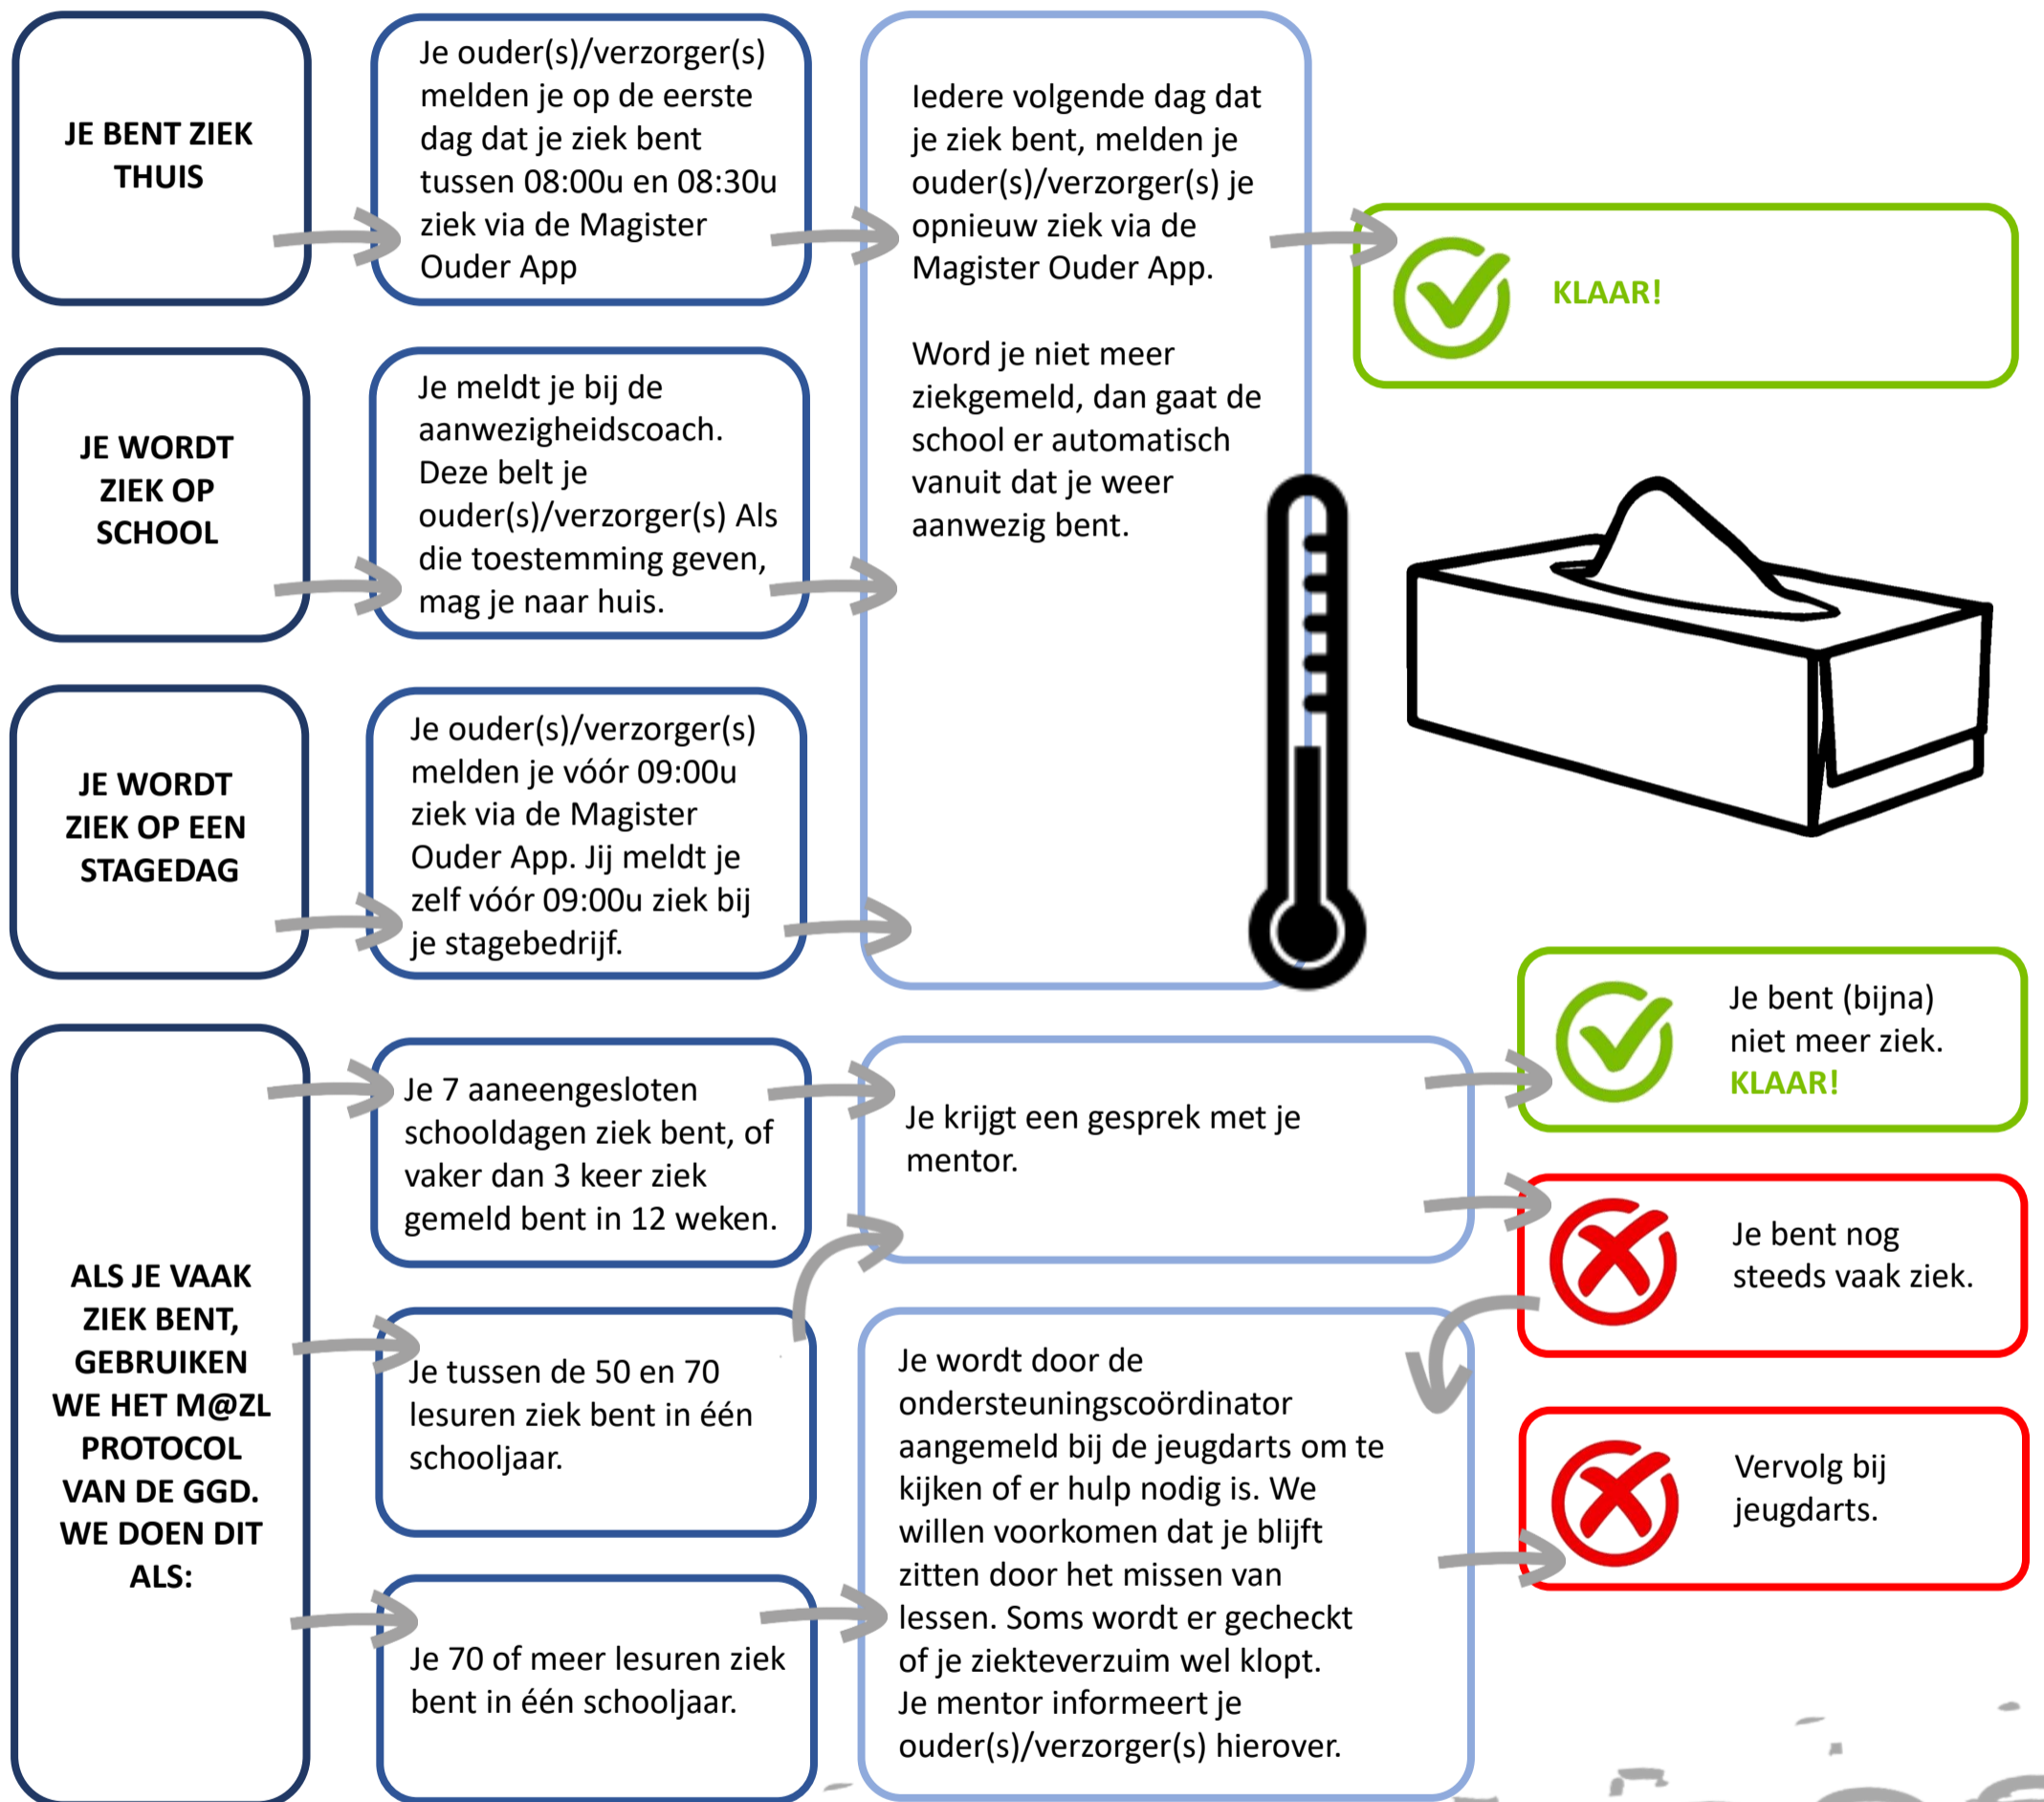 JE BENT ZIEK
THUIS
Je ouder(s)/verzorger(s)
melden je op de eerste
dag dat je ziek bent
tussen 08:00u en 08:30u
ziek via de Magister
Ouder App
Iedere volgende dag dat
je ziek bent, melden je
ouder(s)/verzorger(s) je
opnieuw ziek via de
Magister Ouder App.
Word je niet meer
ziekgemeld, dan gaat de
school er automatisch
vanuit dat je weer
aanwezig bent.
KLAAR!
JE WORDT
ZIEK OP
SCHOOL
Je meldt je bij de
aanwezigheidscoach.
Deze belt je
ouder(s)/verzorger(s) Als
die toestemming geven,
mag je naar huis.
JE WORDT
ZIEK OP EEN
STAGEDAG
Je ouder(s)/verzorger(s)
melden je vóór 09:00u
ziek via de Magister
Ouder App. Jij meldt je
zelf vóór 09:00u ziek bij
je stagebedrijf.
ALS JE VAAK
ZIEK BENT,
GEBRUIKEN
WE HET M@ZL
PROTOCOL
VAN DE GGD.
WE DOEN DIT
ALS:
Je 7 aaneengesloten
schooldagen ziek bent, of
vaker dan 3 keer ziek
gemeld bent in 12 weken.
Je krijgt een gesprek met je
mentor.
Je bent (bijna)
niet meer ziek.
KLAAR!
Je bent nog
steeds vaak ziek.
Je tussen de 50 en 70
lesuren ziek bent in één
schooljaar.
Je 70 of meer lesuren ziek
bent in één schooljaar.
Je wordt door de
ondersteuningscoördinator
aangemeld bij de jeugdarts om te
kijken of er hulp nodig is. We
willen voorkomen dat je blijft
zitten door het missen van
lessen. Soms wordt er gecheckt
of je ziekteverzuim wel klopt.
Je mentor informeert je
ouder(s)/verzorger(s) hierover.
Vervolg bij
jeugdarts.